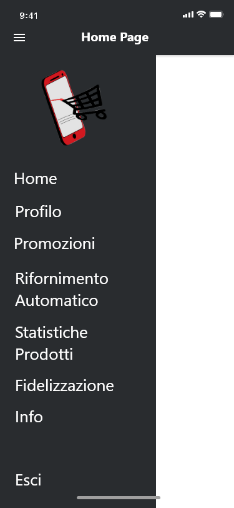 9:41
Home Page
Home
Profilo
Promozioni
Rifornimento
Automatico
Statistiche
Prodotti
Fidelizzazione
Info
Esci